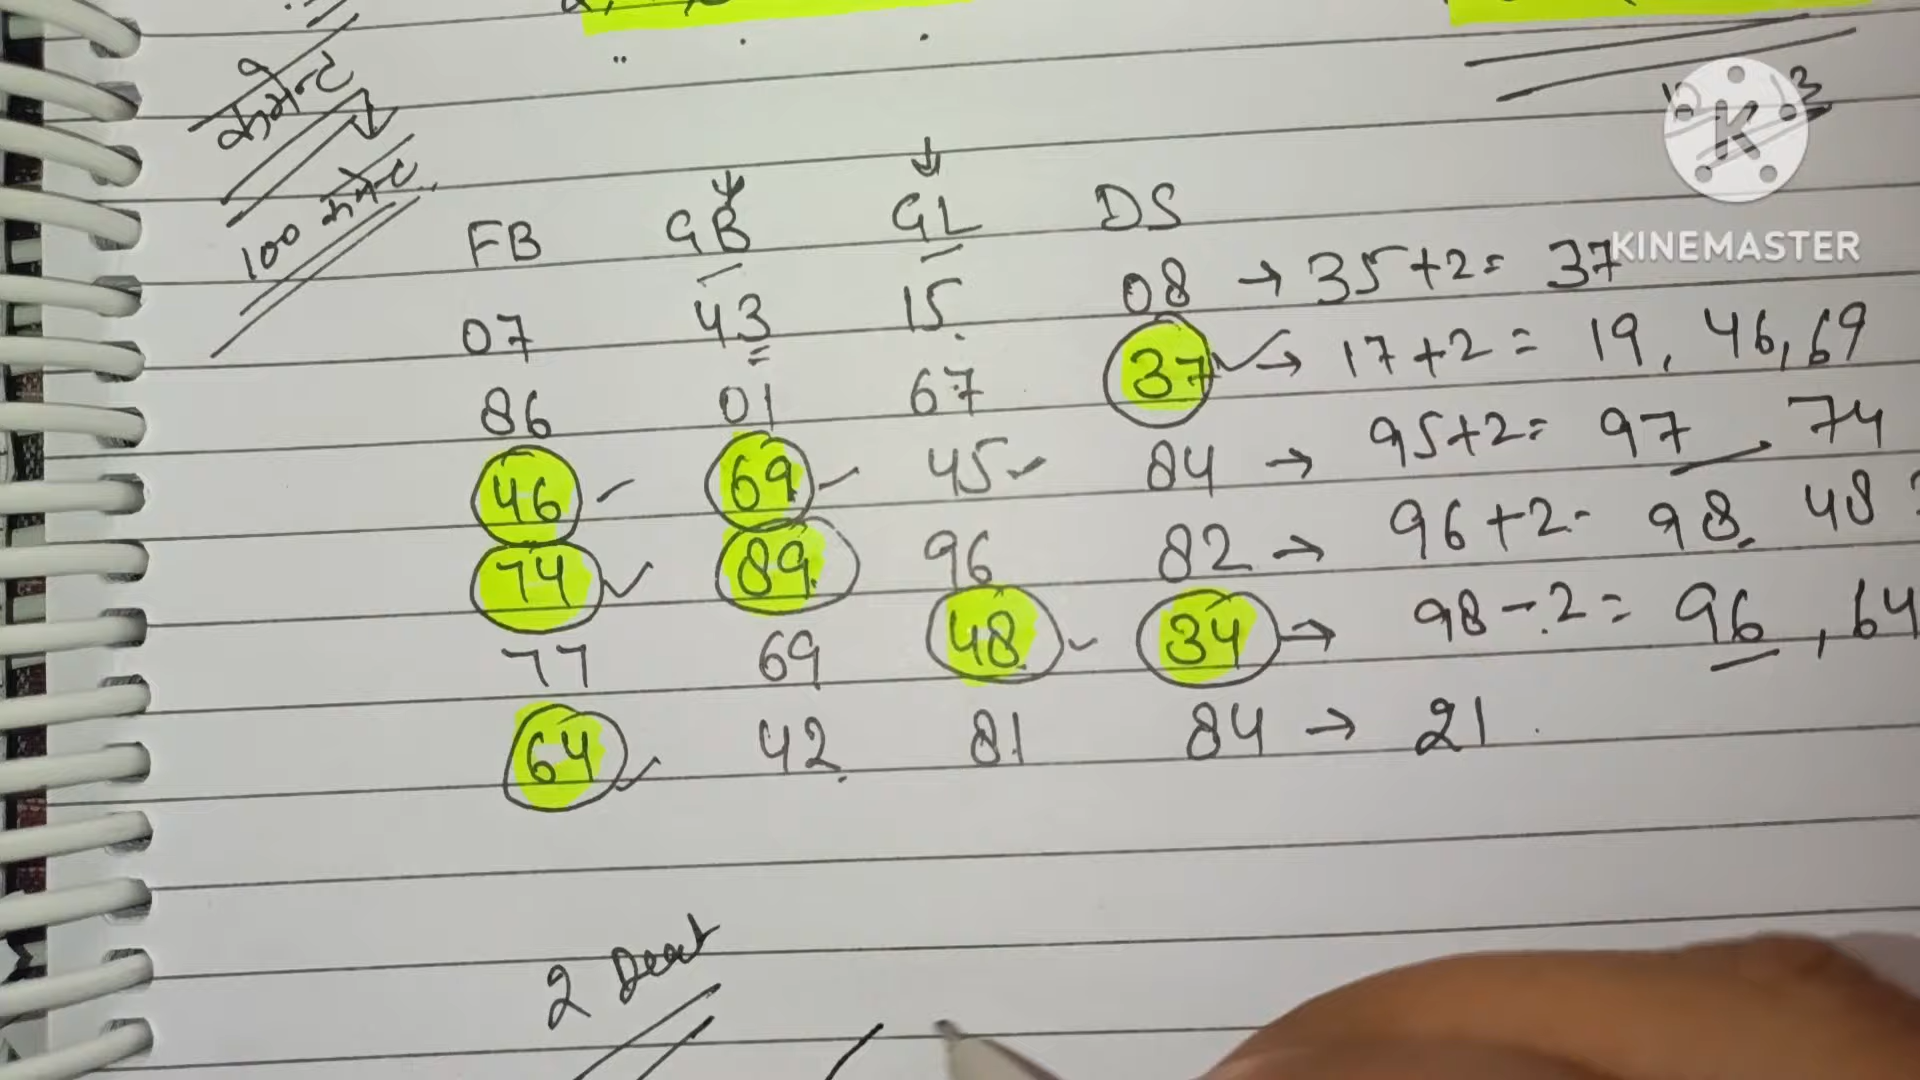 कमेन्ट
100 कमेन्ट
KINEMASTER
FB GB GL DS
07 43 15 08 → 35+2= 37
86 01 67 37 → 17+2= 19, 46, 69
46 69 45 84 → 95+2= 97 74
74 89 96 82 → 96+2- 98 48
77 69 48 34 → 98-2= 96, 64
64 42 81 84 → 21
2 Deat